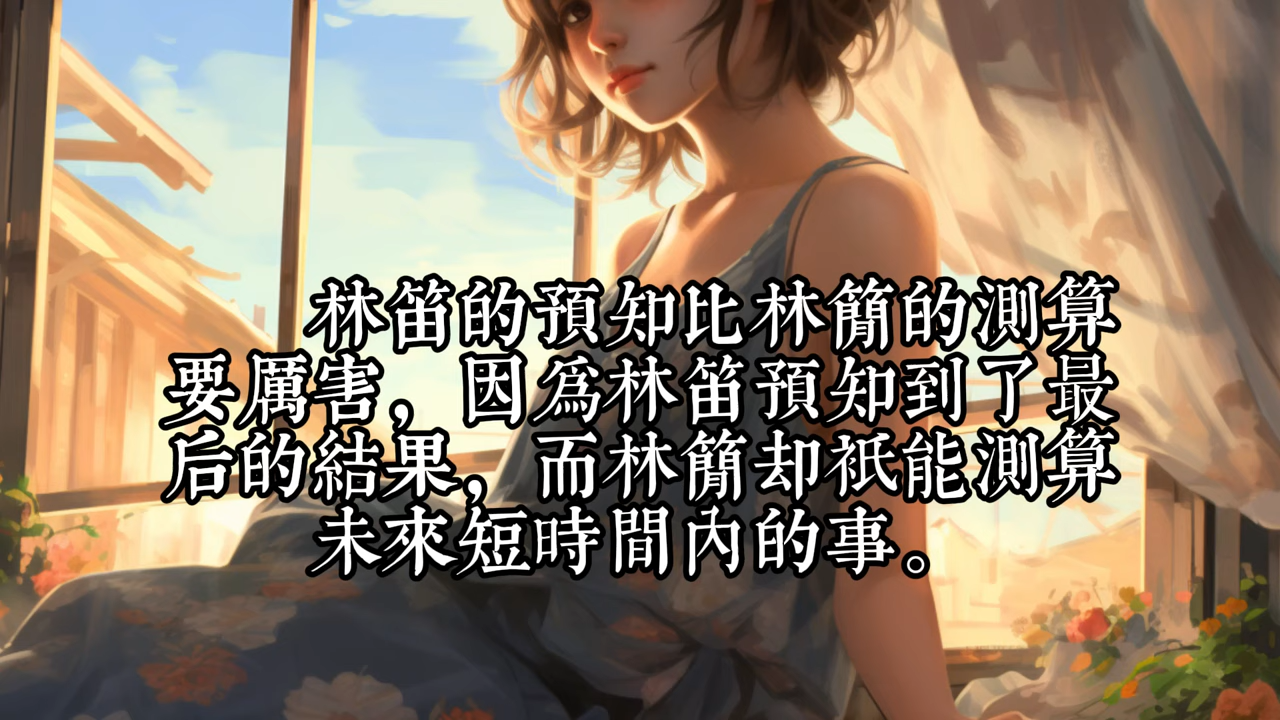 林笛的預知比林簡的測算
要厲害，因爲林笛預知到了最
后的結果，而林簡却衹能測算
未來短時間內的事。